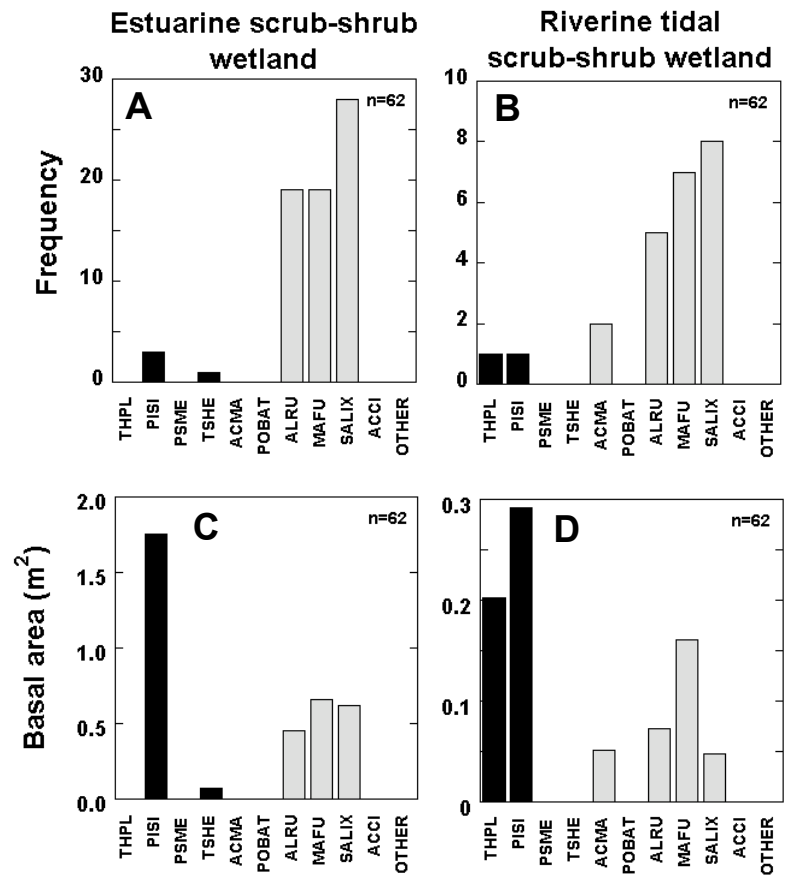 Estuarine scrub-shrub
wetland
Riverine tidal
scrub-shrub wetland
A
n=62
Frequency
30
20
10
0
THPL
PISI
PSME
TSHE
ACMA
POBAT
ALRU
MAFU
SALIX
ACCI
OTHER
B
n=62
10
8
6
4
2
0
THPL
PISI
PSME
TSHE
ACMA
POBAT
ALRU
MAFU
SALIX
ACCI
OTHER
C
n=62
Basal area (m²)
2.0
1.5
1.0
0.5
0.0
THPL
PISI
PSME
TSHE
ACMA
POBAT
ALRU
MAFU
SALIX
ACCI
OTHER
D
n=62
0.3
0.2
0.1
0
THPL
PISI
PSME
TSHE
ACMA
POBAT
ALRU
MAFU
SALIX
ACCI
OTHER